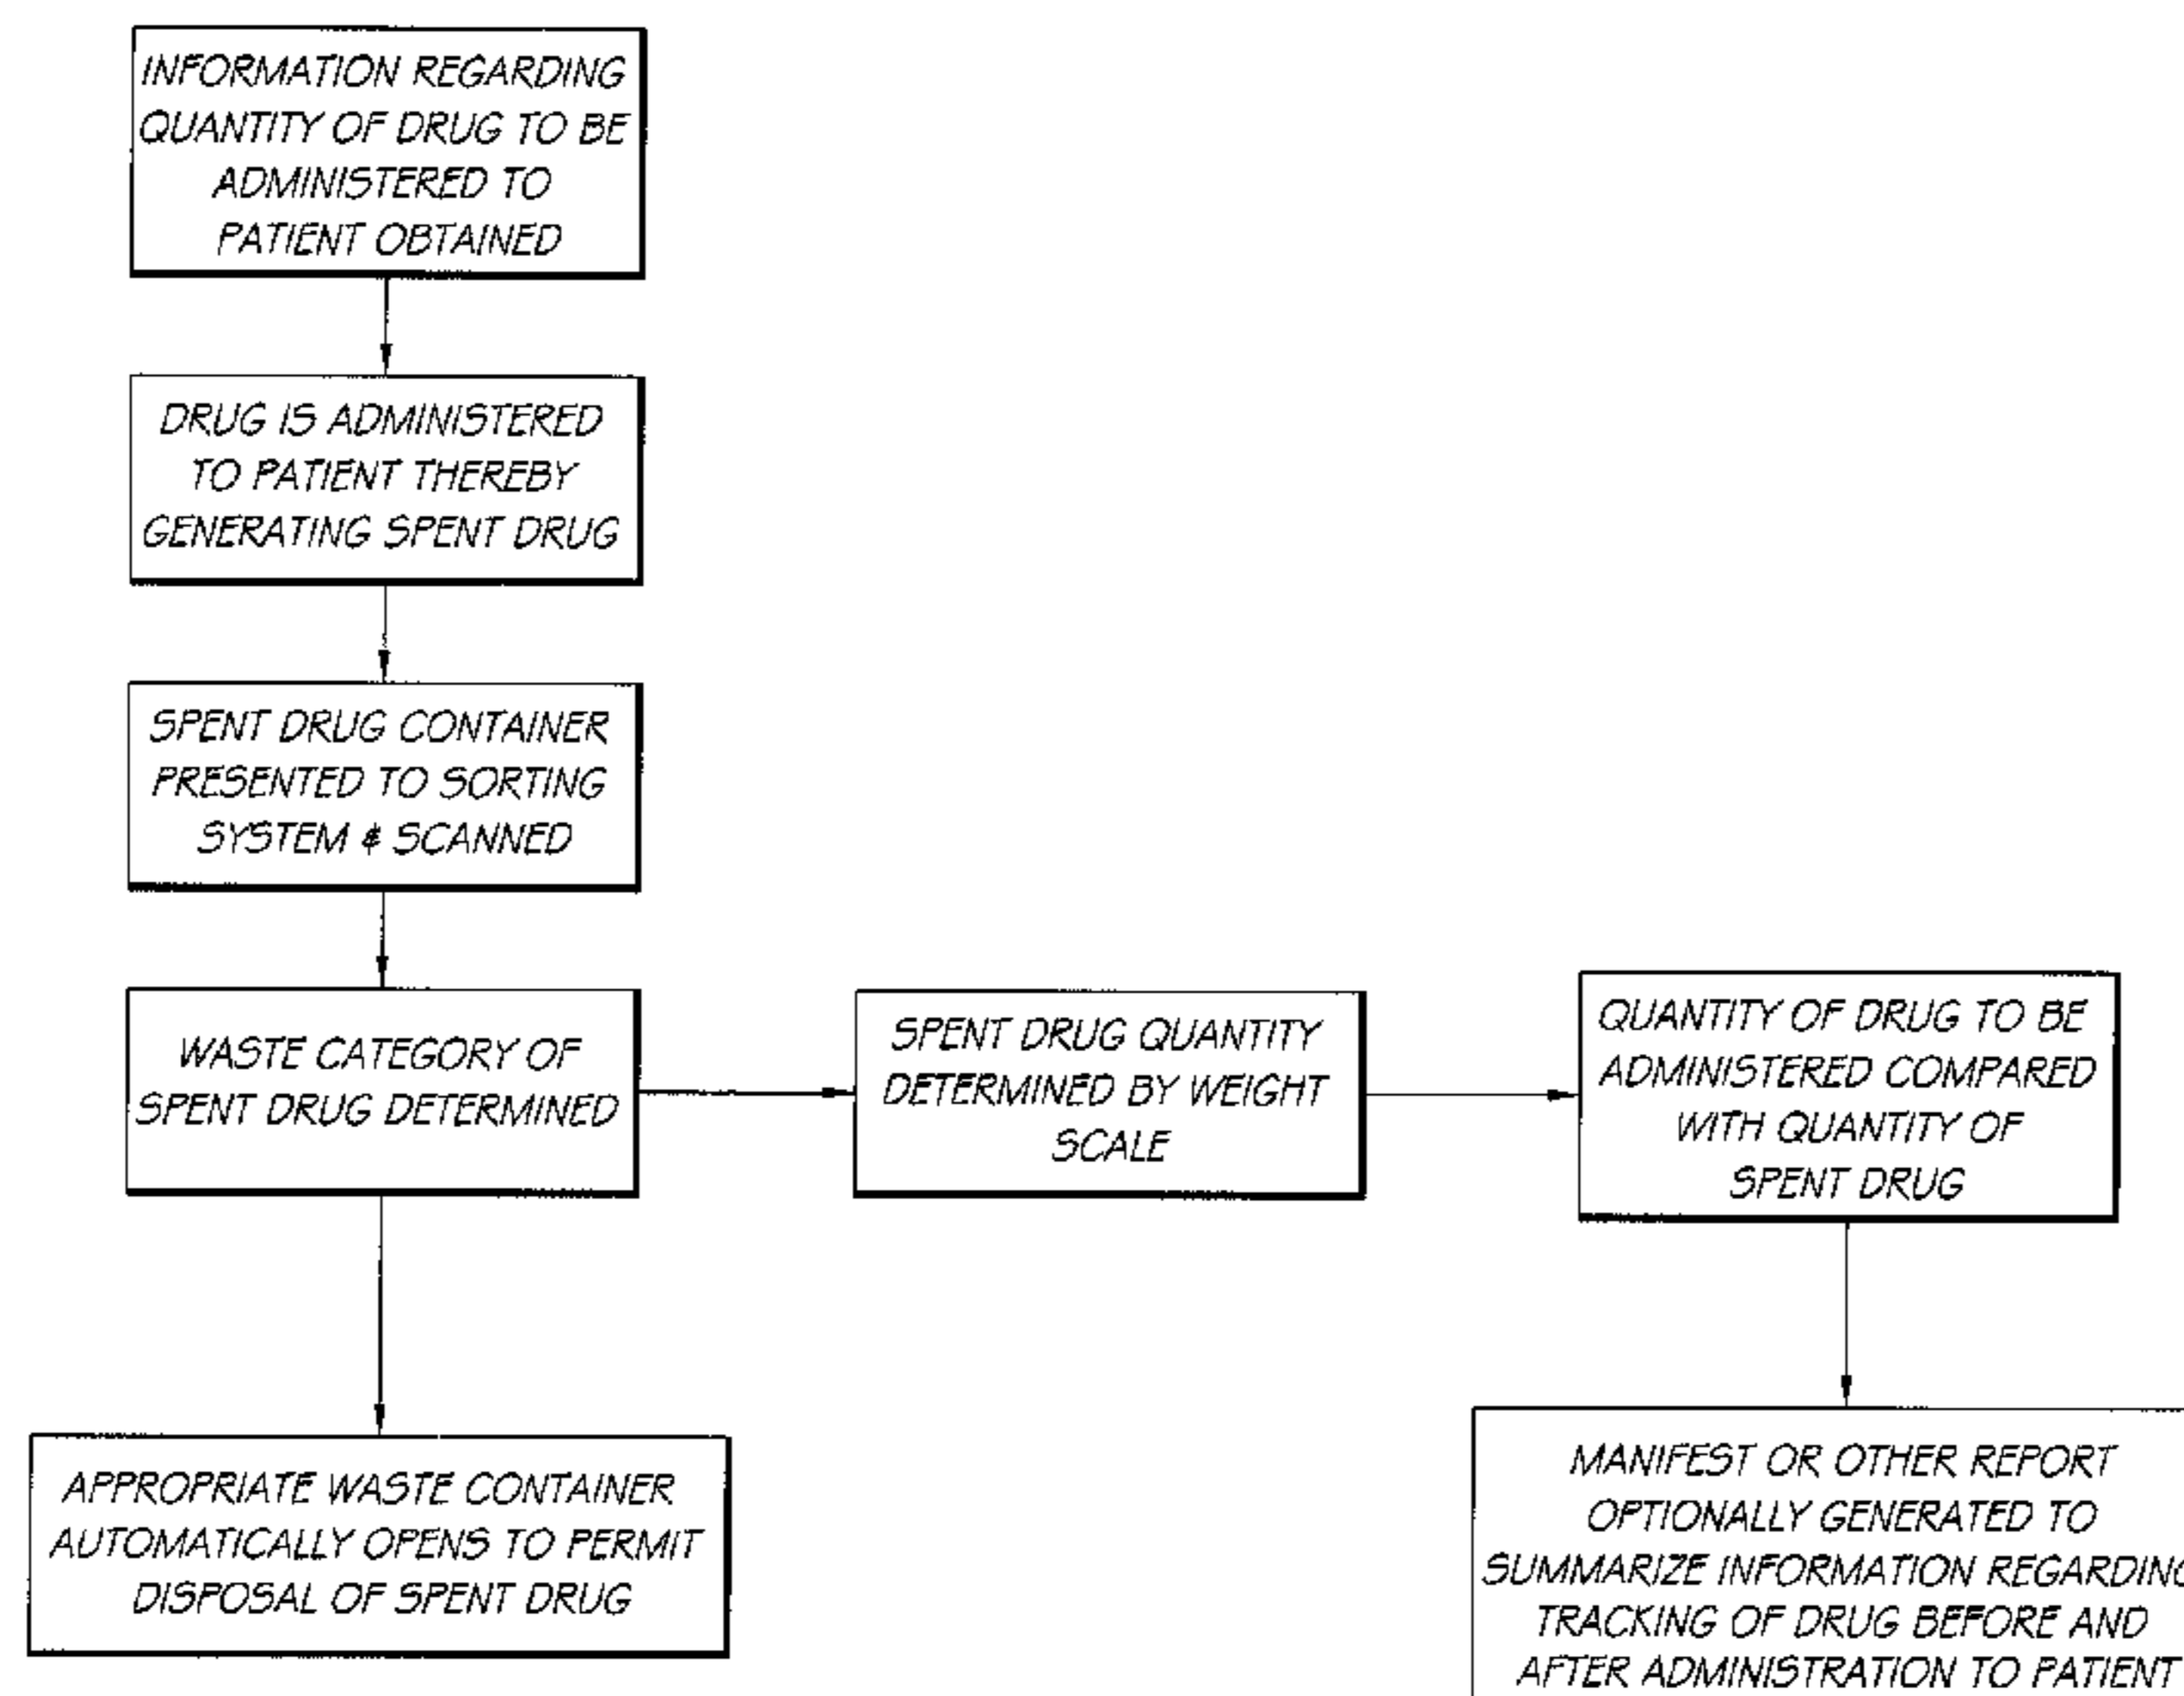 INFORMATION REGARDING
QUANTITY OF DRUG TO BE
ADMINISTERED TO
PATIENT OBTAINED
DRUG IS ADMINISTERED
TO PATIENT THEREBY
GENERATING SPENT DRUG
SPENT DRUG CONTAINER
PRESENTED TO SORTING
SYSTEM & SCANNED
WASTE CATEGORY OF
SPENT DRUG DETERMINED
SPENT DRUG QUANTITY
DETERMINED BY WEIGHT
SCALE
QUANTITY OF DRUG TO BE
ADMINISTERED COMPARED
WITH QUANTITY OF
SPENT DRUG
APPROPRIATE WASTE CONTAINER
AUTOMATICALLY OPENS TO PERMIT
DISPOSAL OF SPENT DRUG
MANIFEST OR OTHER REPORT
OPTIONALLY GENERATED TO
SUMMARIZE INFORMATION REGARDING
TRACKING OF DRUG BEFORE AND
AFTER ADMINISTRATION TO PATIENT